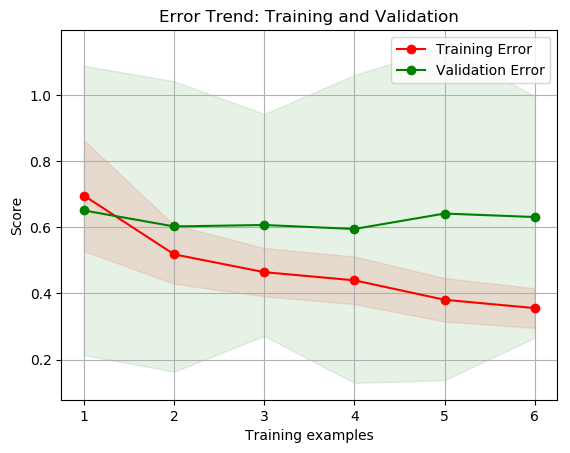 Error Trend: Training and Validation
Training Error
Validation Error
Score
1.0
0.8
0.6
0.4
0.2
1 2 3 4 5 6
Training examples